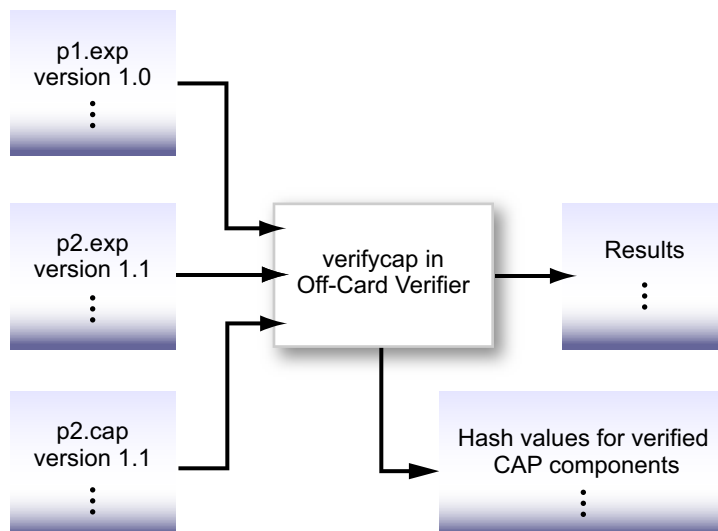 p1.exp
version 1.0
p2.exp
version 1.1
verifycap in
Off-Card Verifier
Results
p2.cap
version 1.1
Hash values for verified
CAP components